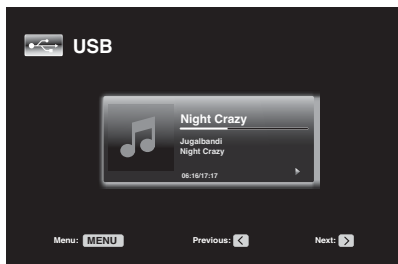 USB
Night Crazy
Jugalbandi
Night Crazy
06:16/17:17
Menu: MENU
Previous: <
Next: >